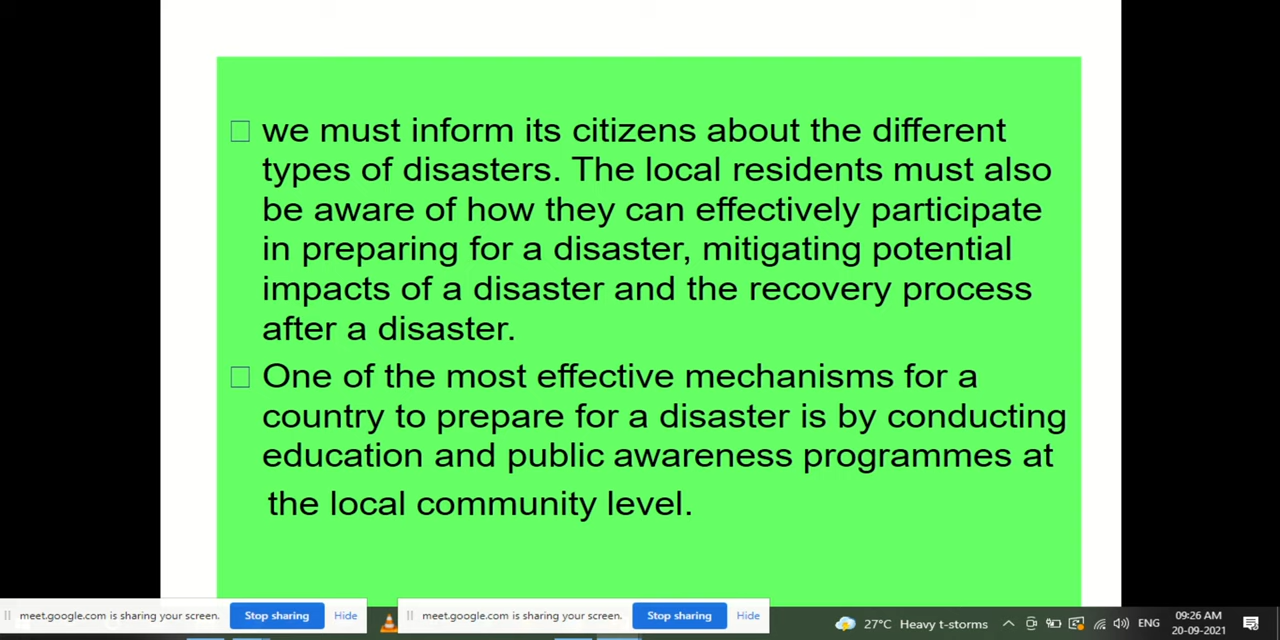 we must inform its citizens about the different
types of disasters. The local residents must also
be aware of how they can effectively participate
in preparing for a disaster, mitigating potential
impacts of a disaster and the recovery process
after a disaster.
One of the most effective mechanisms for a
country to prepare for a disaster is by conducting
education and public awareness programmes at
the local community level.
meet.google.com is sharing your screen. Stop sharing Hide
meet.google.com is sharing your screen. Stop sharing Hide
27°C Heavy t-storms
ENG
09:26 AM
20-09-2021